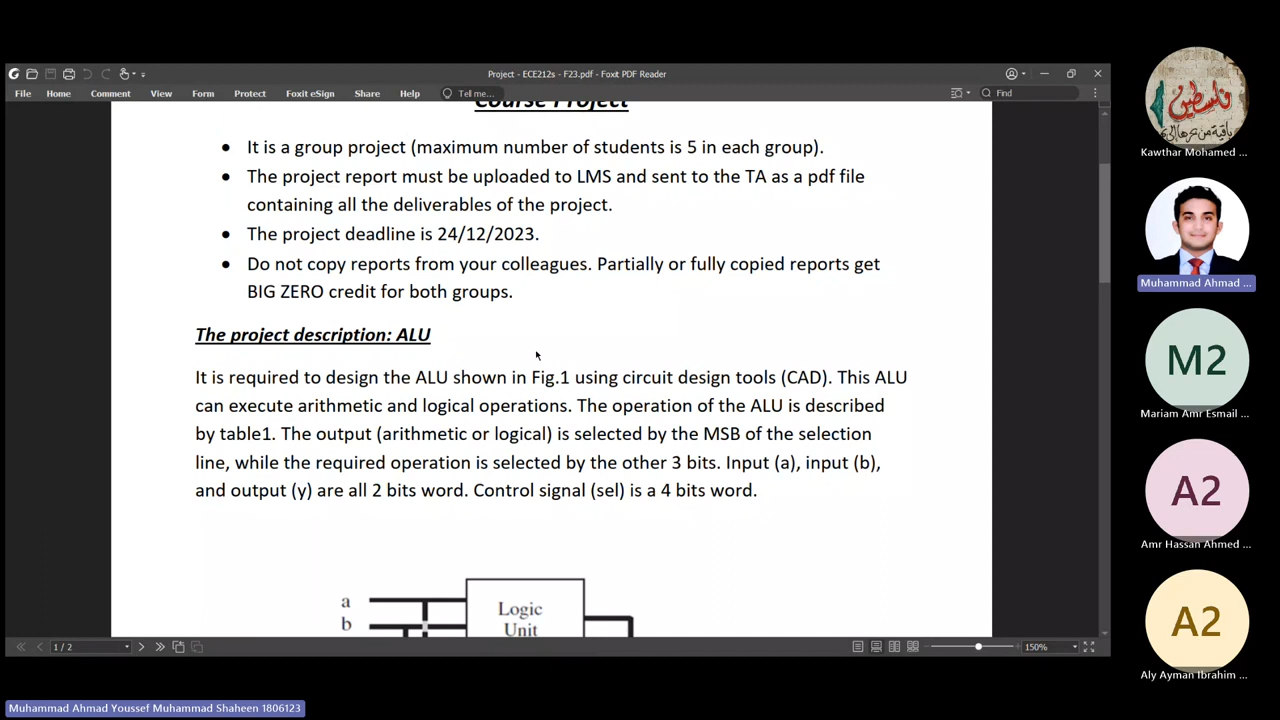 Project - ECE212s - F23.pdf - Foxit PDF Reader
File Home Comment View Form Protect Foxit eSign Share Help Tell me... Find
Course Project
• It is a group project (maximum number of students is 5 in each group).
• The project report must be uploaded to LMS and sent to the TA as a pdf file
containing all the deliverables of the project.
• The project deadline is 24/12/2023.
• Do not copy reports from your colleagues. Partially or fully copied reports get
BIG ZERO credit for both groups.
The project description: ALU
It is required to design the ALU shown in Fig.1 using circuit design tools (CAD). This ALU
can execute arithmetic and logical operations. The operation of the ALU is described
by table1. The output (arithmetic or logical) is selected by the MSB of the selection
line, while the required operation is selected by the other 3 bits. Input (a), input (b),
and output (y) are all 2 bits word. Control signal (sel) is a 4 bits word.
a
b
Logic
Unit
1 / 2
150%
فلسطين
Kawthar Mohamed ...
Muhammad Ahmad ...
M2
Mariam Amr Esmail ...
A2
Amr Hassan Ahmed ...
A2
Aly Ayman Ibrahim ...
Muhammad Ahmad Youssef Muhammad Shaheen 1806123